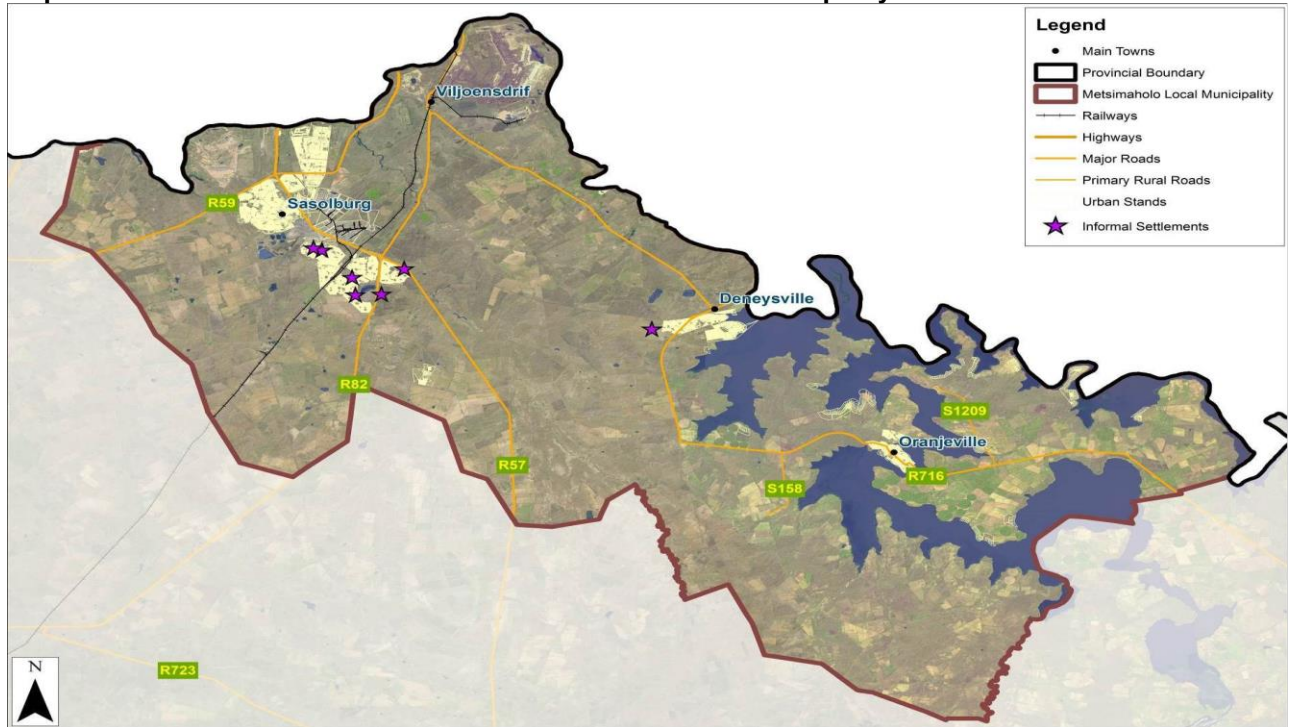 Legend
Main Towns
Provincial Boundary
Metsimaholo Local Municipality
Railways
Highways
Major Roads
Primary Rural Roads
Urban Stands
Informal Settlements
Viljoensdrif
R59
Sasolburg
Deneysville
R82
S1209
Oranjeville
R57
R716
S158
R723
N